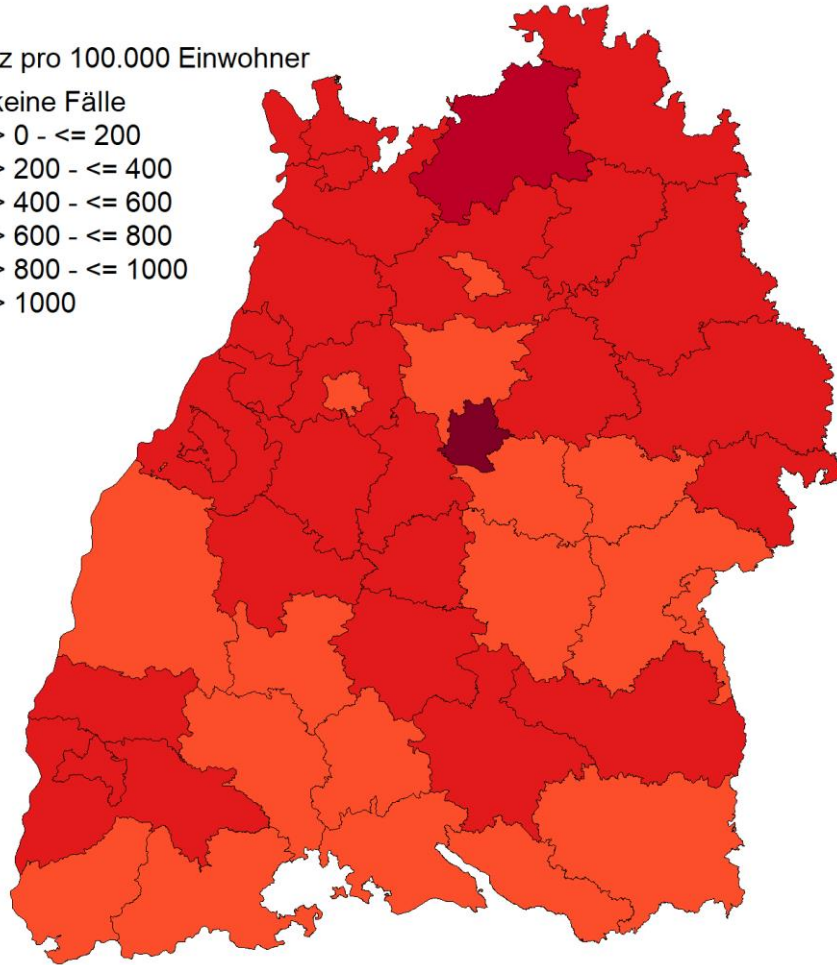 z pro 100.000 Einwohner
keine Fälle
> 0 - <= 200
> 200 - <= 400
> 400 - <= 600
> 600 - <= 800
> 800 - <= 1000
> 1000